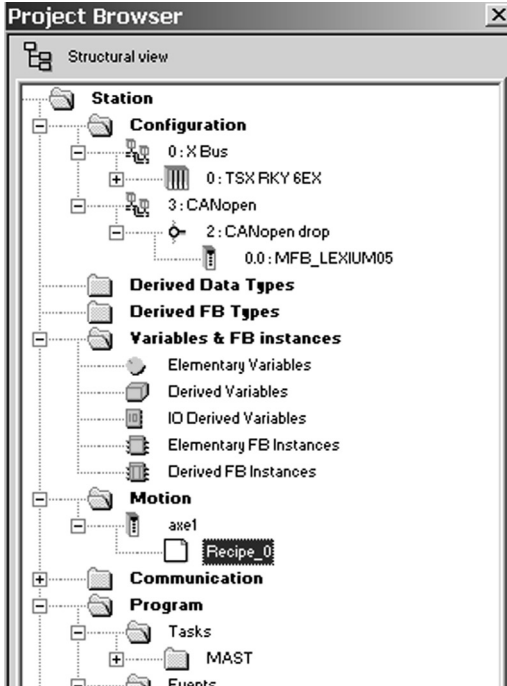 Project Browser
Structural view
Station
Configuration
0 : X Bus
0 : TSX RKY 6EX
3 : CANopen
2 : CANopen drop
0.0 : MFB_LEXIUM05
Derived Data Types
Derived FB Types
Variables & FB instances
Elementary Variables
Derived Variables
IO Derived Variables
Elementary FB Instances
Derived FB Instances
Motion
axe1
Recipe_0
Communication
Program
Tasks
MAST
Events